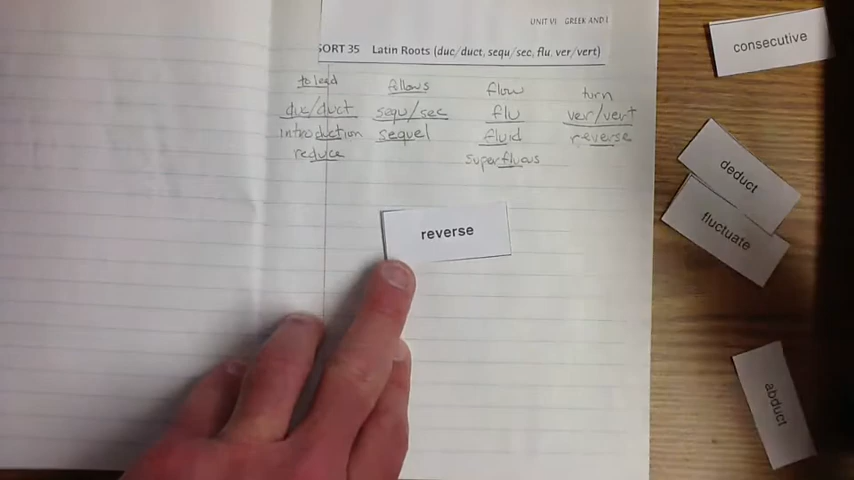 UNIT VI GREEK AND
SORT 35 Latin Roots (duc/duct, sequ/sec, flu, ver/vert)
to lead follows flow turn
duc/duct sequ/sec flu ver/vert
introduction sequel fluid reverse
reduce superfluous
reverse
consecutive
deduct
fluctuate
abduct